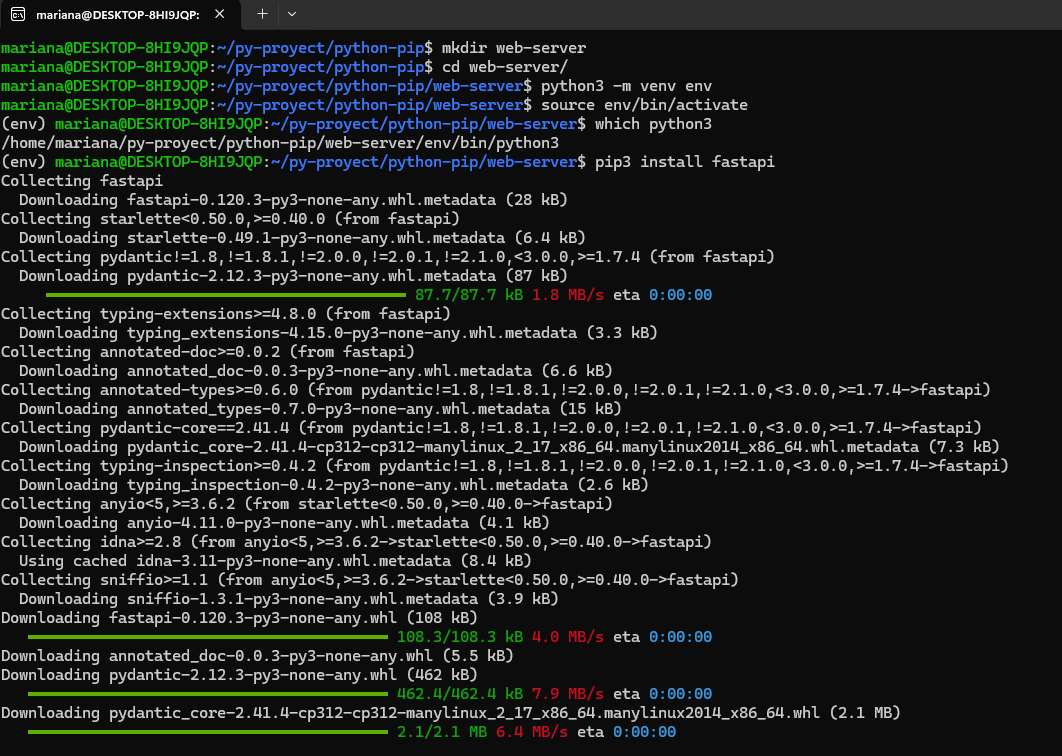 mariana@DESKTOP-8HI9JQP:
mariana@DESKTOP-8HI9JQP:~/py-proyect/python-pip$ mkdir web-server
mariana@DESKTOP-8HI9JQP:~/py-proyect/python-pip$ cd web-server/
mariana@DESKTOP-8HI9JQP:~/py-proyect/python-pip/web-server$ python3 -m venv env
mariana@DESKTOP-8HI9JQP:~/py-proyect/python-pip/web-server$ source env/bin/activate
(env) mariana@DESKTOP-8HI9JQP:~/py-proyect/python-pip/web-server$ which python3
/home/mariana/py-proyect/python-pip/web-server/env/bin/python3
(env) mariana@DESKTOP-8HI9JQP:~/py-proyect/python-pip/web-server$ pip3 install fastapi
Collecting fastapi
  Downloading fastapi-0.120.3-py3-none-any.whl.metadata (28 kB)
Collecting starlette<0.50.0,>=0.40.0 (from fastapi)
  Downloading starlette-0.49.1-py3-none-any.whl.metadata (6.4 kB)
Collecting pydantic!=1.8,!=1.8.1,!=2.0.0,!=2.0.1,!=2.1.0,<3.0.0,>=1.7.4 (from fastapi)
  Downloading pydantic-2.12.3-py3-none-any.whl.metadata (87 kB)
     87.7/87.7 kB 1.8 MB/s eta 0:00:00
Collecting typing-extensions>=4.8.0 (from fastapi)
  Downloading typing_extensions-4.15.0-py3-none-any.whl.metadata (3.3 kB)
Collecting annotated-doc>=0.0.2 (from fastapi)
  Downloading annotated_doc-0.0.3-py3-none-any.whl.metadata (6.6 kB)
Collecting annotated-types>=0.6.0 (from pydantic!=1.8,!=1.8.1,!=2.0.0,!=2.0.1,!=2.1.0,<3.0.0,>=1.7.4->fastapi)
  Downloading annotated_types-0.7.0-py3-none-any.whl.metadata (15 kB)
Collecting pydantic-core==2.41.4 (from pydantic!=1.8,!=1.8.1,!=2.0.0,!=2.0.1,!=2.1.0,<3.0.0,>=1.7.4->fastapi)
  Downloading pydantic_core-2.41.4-cp312-cp312-manylinux_2_17_x86_64.manylinux2014_x86_64.whl.metadata (7.3 kB)
Collecting typing-inspection>=0.4.2 (from pydantic!=1.8,!=1.8.1,!=2.0.0,!=2.0.1,!=2.1.0,<3.0.0,>=1.7.4->fastapi)
  Downloading typing_inspection-0.4.2-py3-none-any.whl.metadata (2.6 kB)
Collecting anyio<5,>=3.6.2 (from starlette<0.50.0,>=0.40.0->fastapi)
  Downloading anyio-4.11.0-py3-none-any.whl.metadata (4.1 kB)
Collecting idna>=2.8 (from anyio<5,>=3.6.2->starlette<0.50.0,>=0.40.0->fastapi)
  Using cached idna-3.11-py3-none-any.whl.metadata (8.4 kB)
Collecting sniffio>=1.1 (from anyio<5,>=3.6.2->starlette<0.50.0,>=0.40.0->fastapi)
  Downloading sniffio-1.3.1-py3-none-any.whl.metadata (3.9 kB)
Downloading fastapi-0.120.3-py3-none-any.whl (108 kB)
   108.3/108.3 kB 4.0 MB/s eta 0:00:00
Downloading annotated_doc-0.0.3-py3-none-any.whl (5.5 kB)
Downloading pydantic-2.12.3-py3-none-any.whl (462 kB)
   462.4/462.4 kB 7.9 MB/s eta 0:00:00
Downloading pydantic_core-2.41.4-cp312-cp312-manylinux_2_17_x86_64.manylinux2014_x86_64.whl (2.1 MB)
   2.1/2.1 MB 6.4 MB/s eta 0:00:00